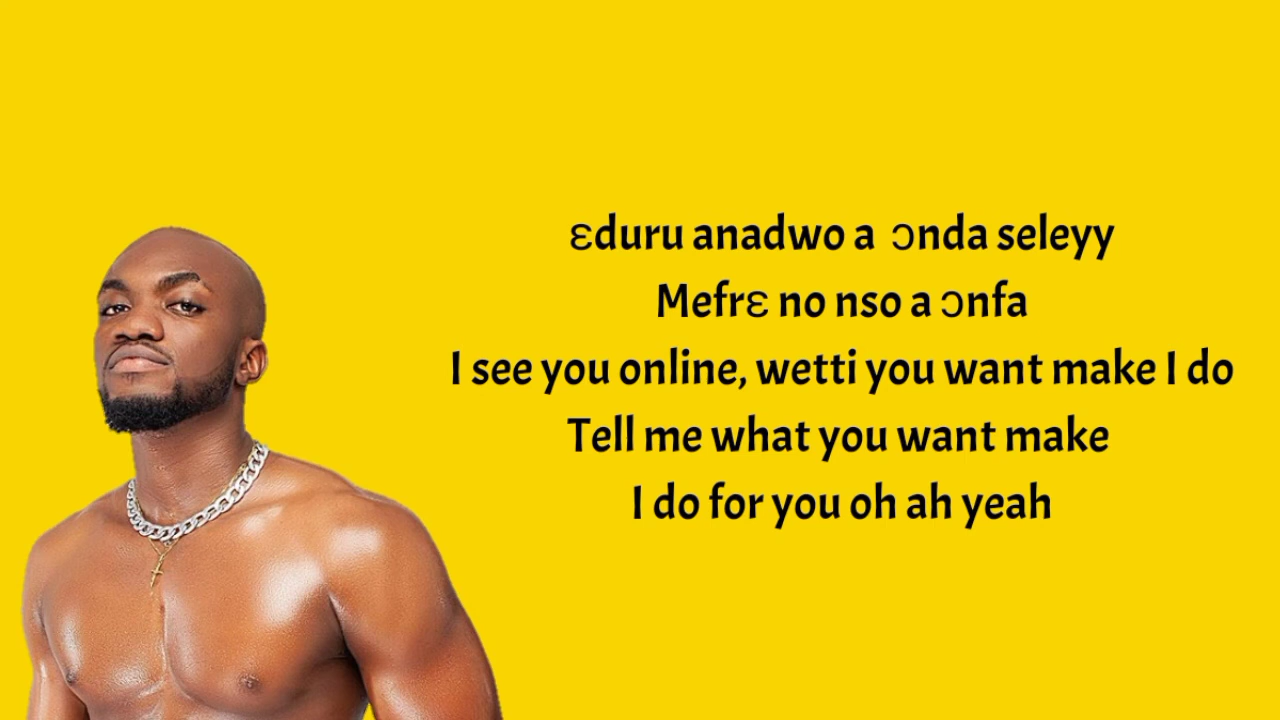 ɛduru anadwo a ɔnda seleyy
Mefrɛ no nso a ɔnfa
I see you online, wetti you want make I do
Tell me what you want make
I do for you oh ah yeah